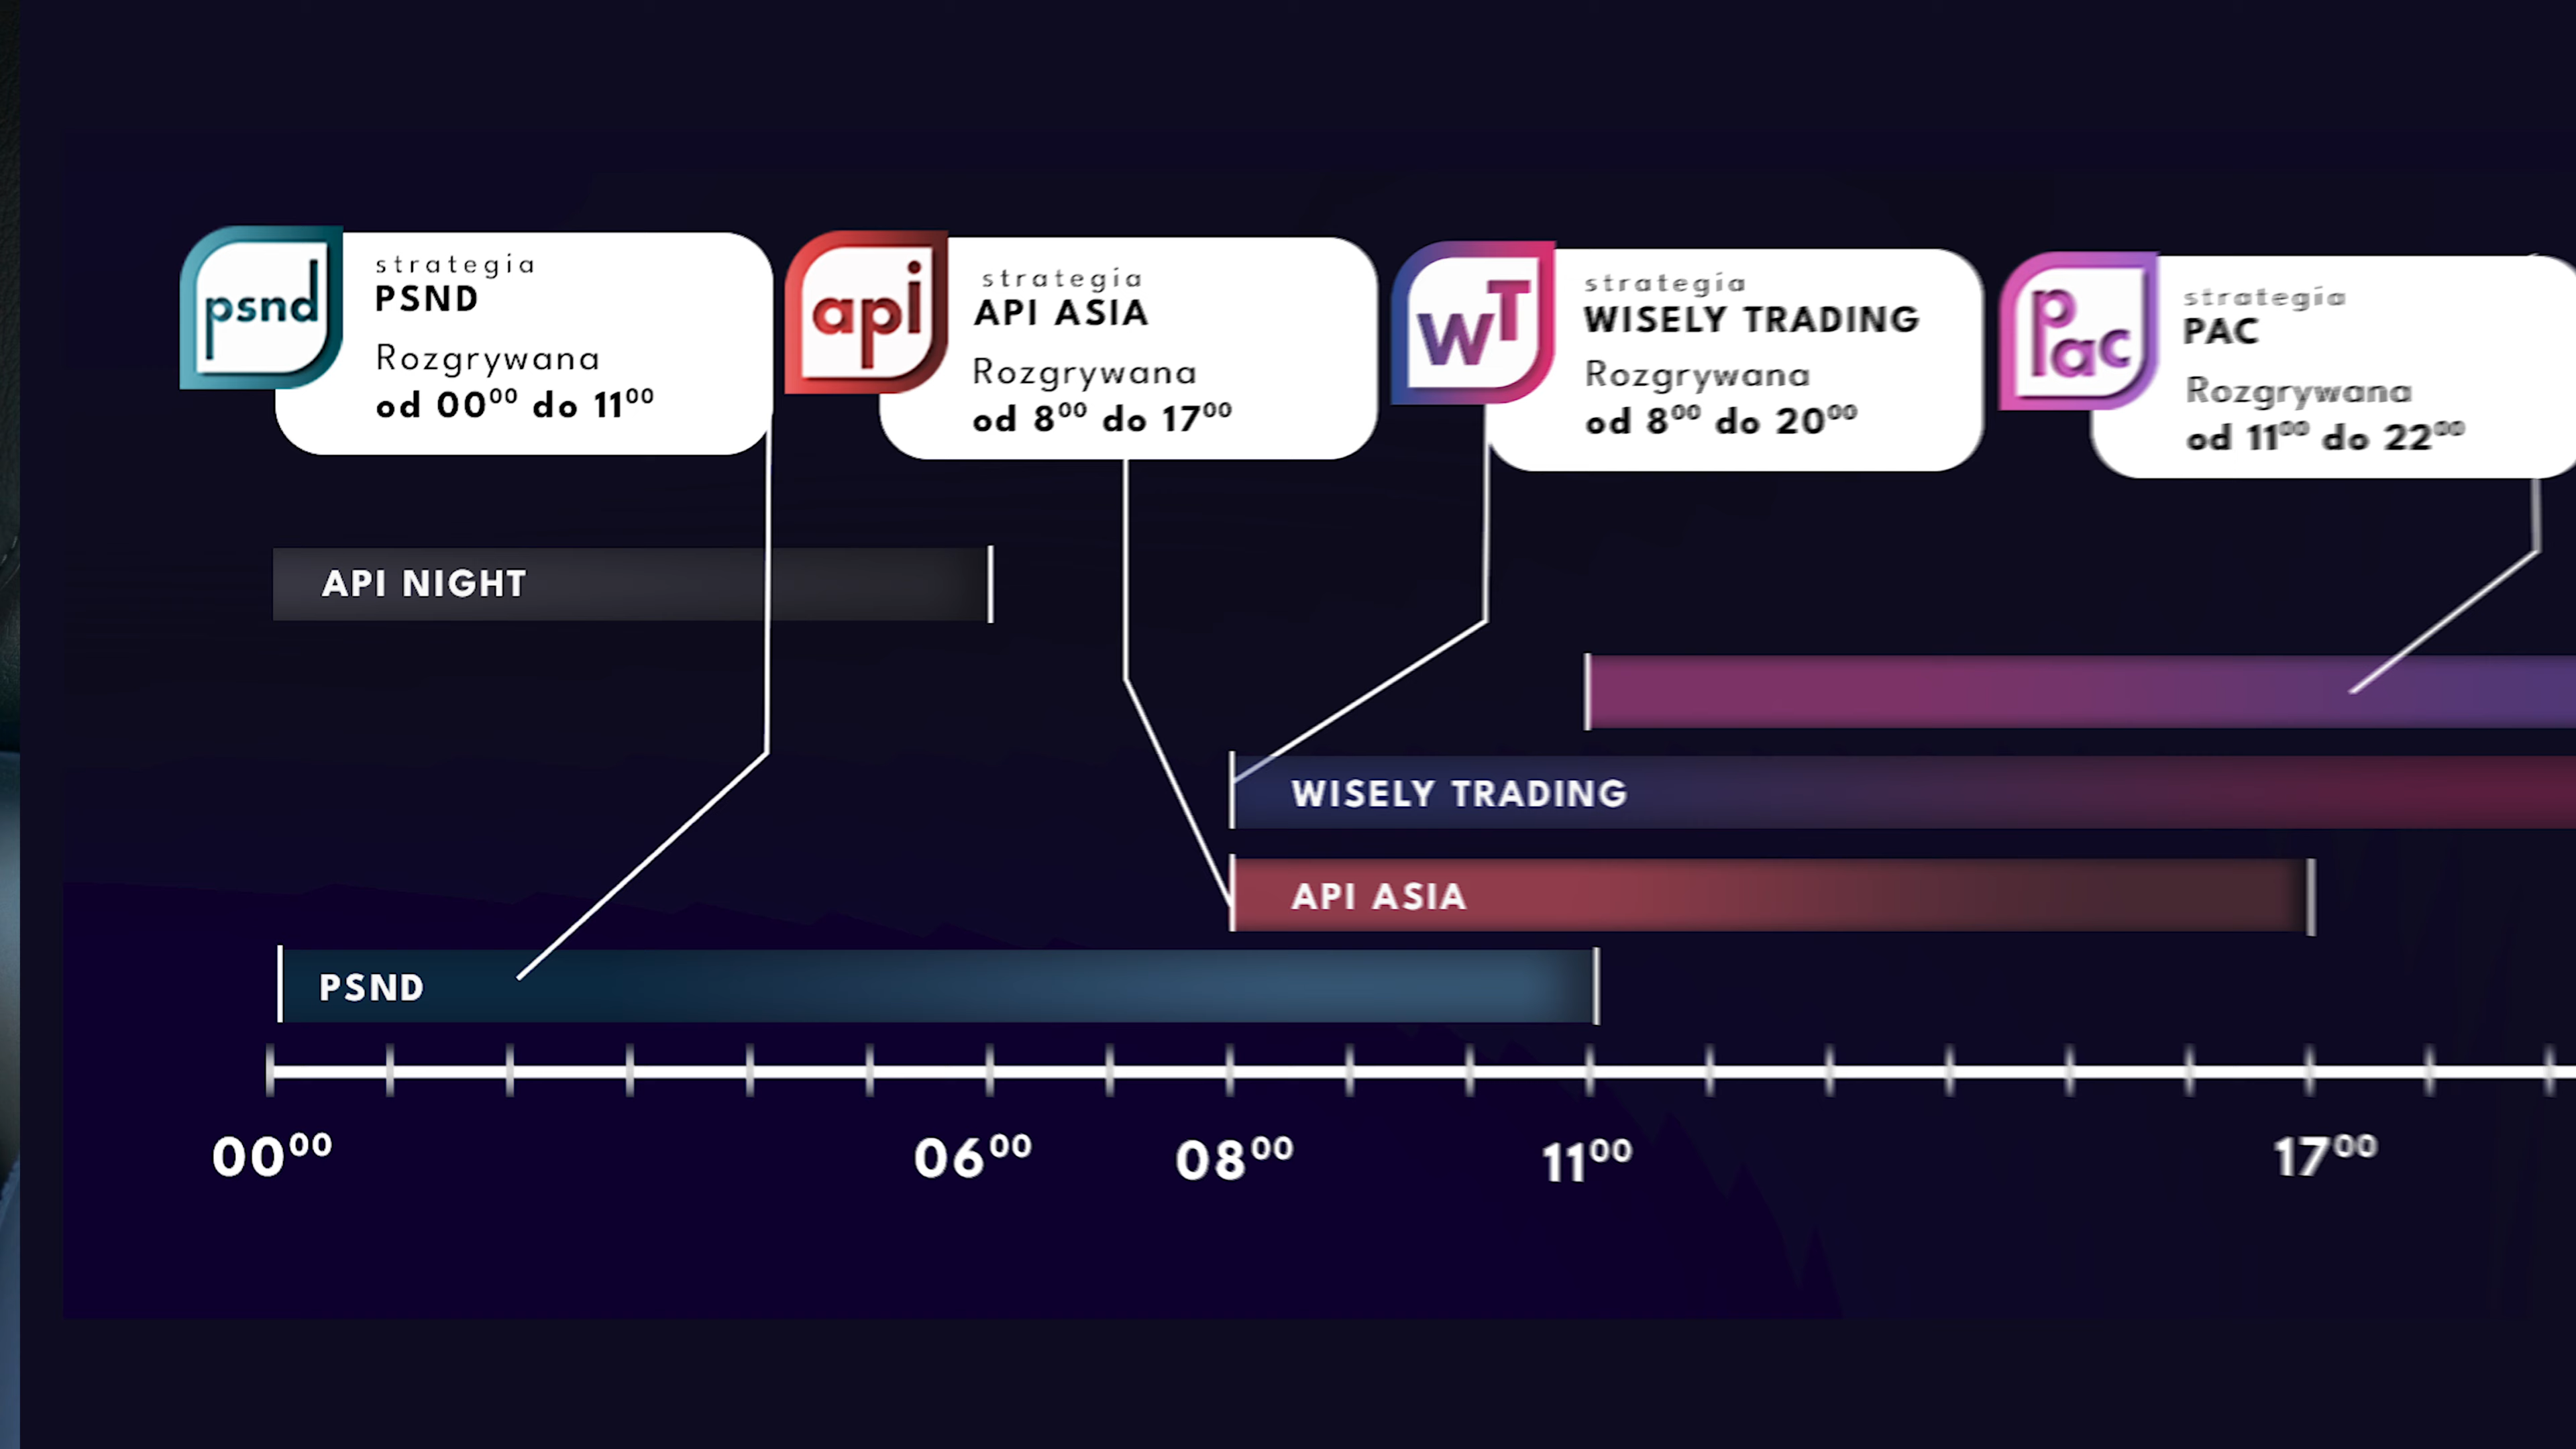 psnd
strategia
PSND
Rozgrywana
od 00⁰⁰ do 11⁰⁰
api
strategia
API ASIA
Rozgrywana
od 8⁰⁰ do 17⁰⁰
WT
strategia
WISELY TRADING
Rozgrywana
od 8⁰⁰ do 20⁰⁰
Pac
strategia
PAC
Rozgrywana
od 11⁰⁰ do 22⁰⁰
API NIGHT
WISELY TRADING
API ASIA
PSND
00⁰⁰ 06⁰⁰ 08⁰⁰ 11⁰⁰ 17⁰⁰